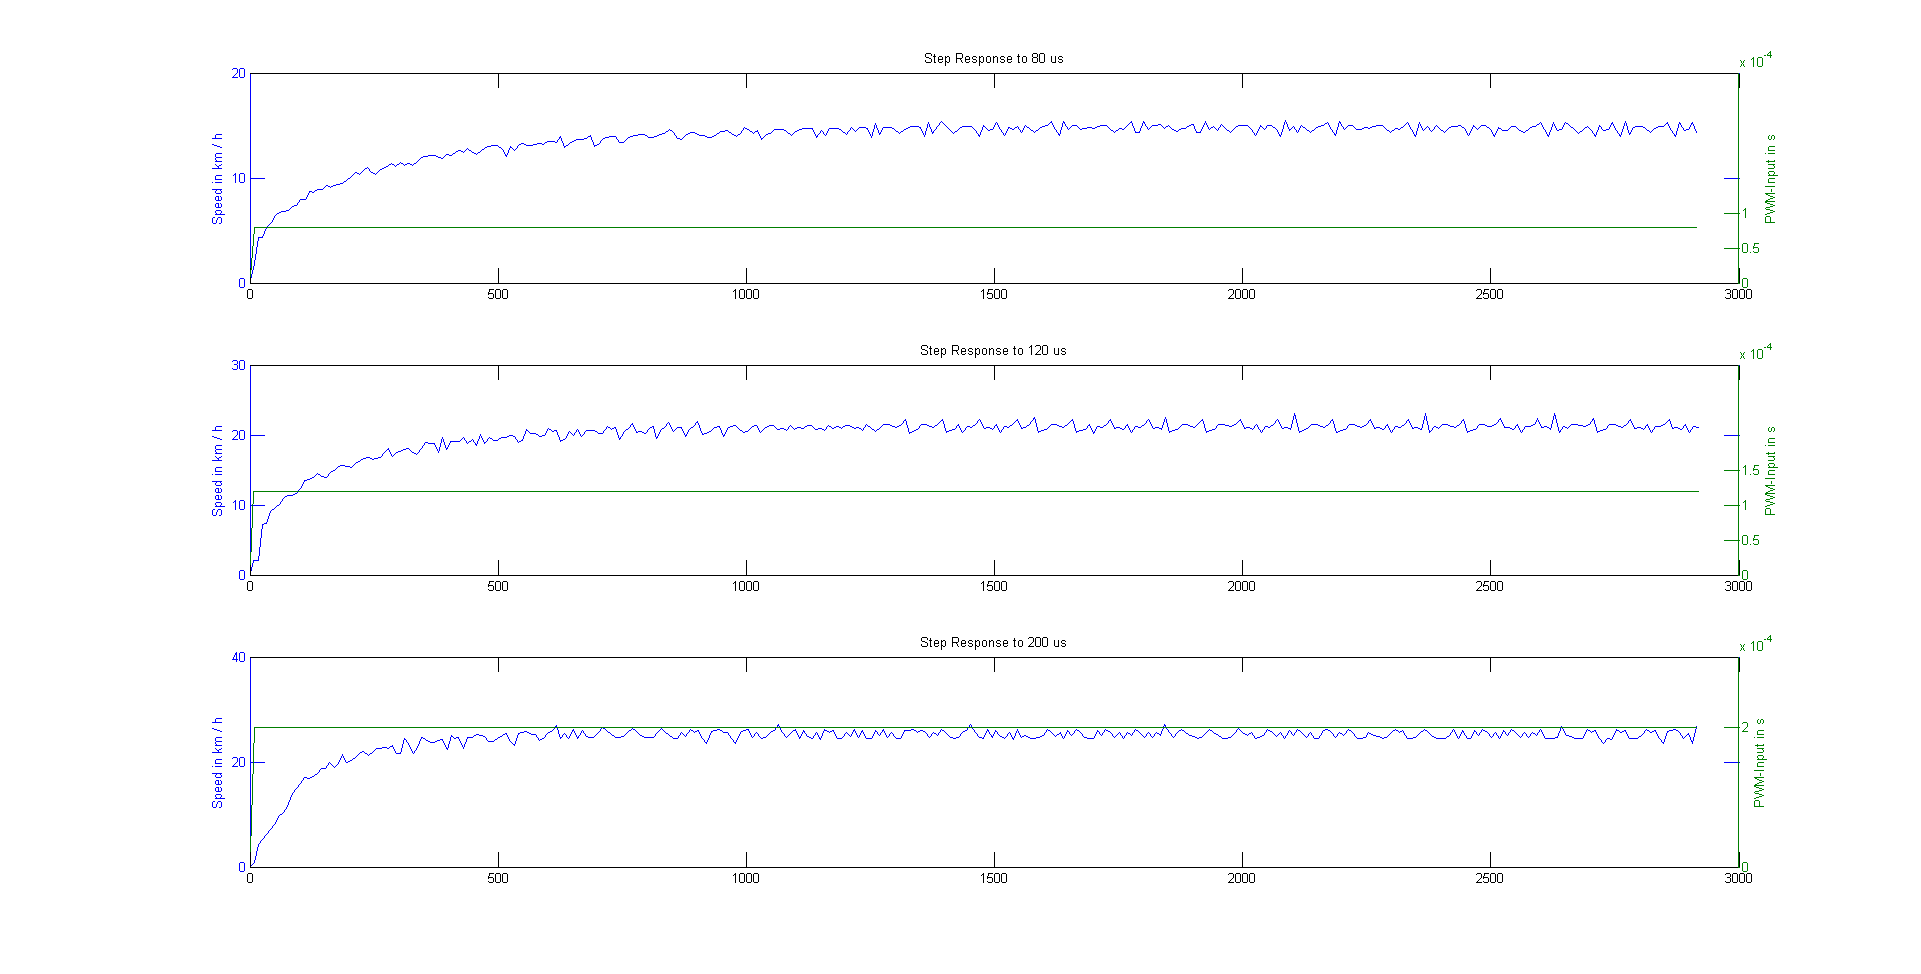 Step Response to 80 us
x 10-4
20
10
0
Speed in km / h
1
0.5
0
PWM-Input in s
0 500 1000 1500 2000 2500 3000
Step Response to 120 us
x 10-4
30
20
10
0
Speed in km / h
1.5
1
0.5
0
PWM-Input in s
0 500 1000 1500 2000 2500 3000
Step Response to 200 us
x 10-4
40
20
0
Speed in km / h
2
0
PWM-Input in s
0 500 1000 1500 2000 2500 3000